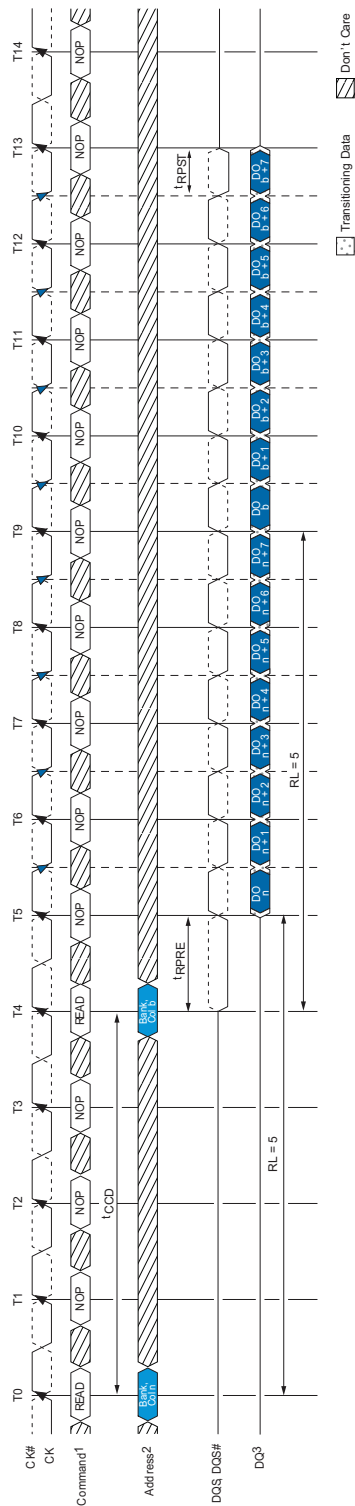 T0 T1 T2 T3 T4 T5 T6 T7 T8 T9 T10 T11 T12 T13 T14
CK#
CK
Command1 READ NOP NOP NOP READ NOP NOP NOP NOP NOP NOP NOP NOP NOP NOP
tCCD
Address2 Bank, Col n Bank, Col b
tRPRE tRPST
DQS, DQS#
DQ3 DO n DO n + 1 DO n + 2 DO n + 3 DO n + 4 DO n + 5 DO n + 6 DO n + 7 DO b DO b + 1 DO b + 2 DO b + 3 DO b + 4 DO b + 5 DO b + 6 DO b + 7
RL = 5
RL = 5
Transitioning Data Don't Care